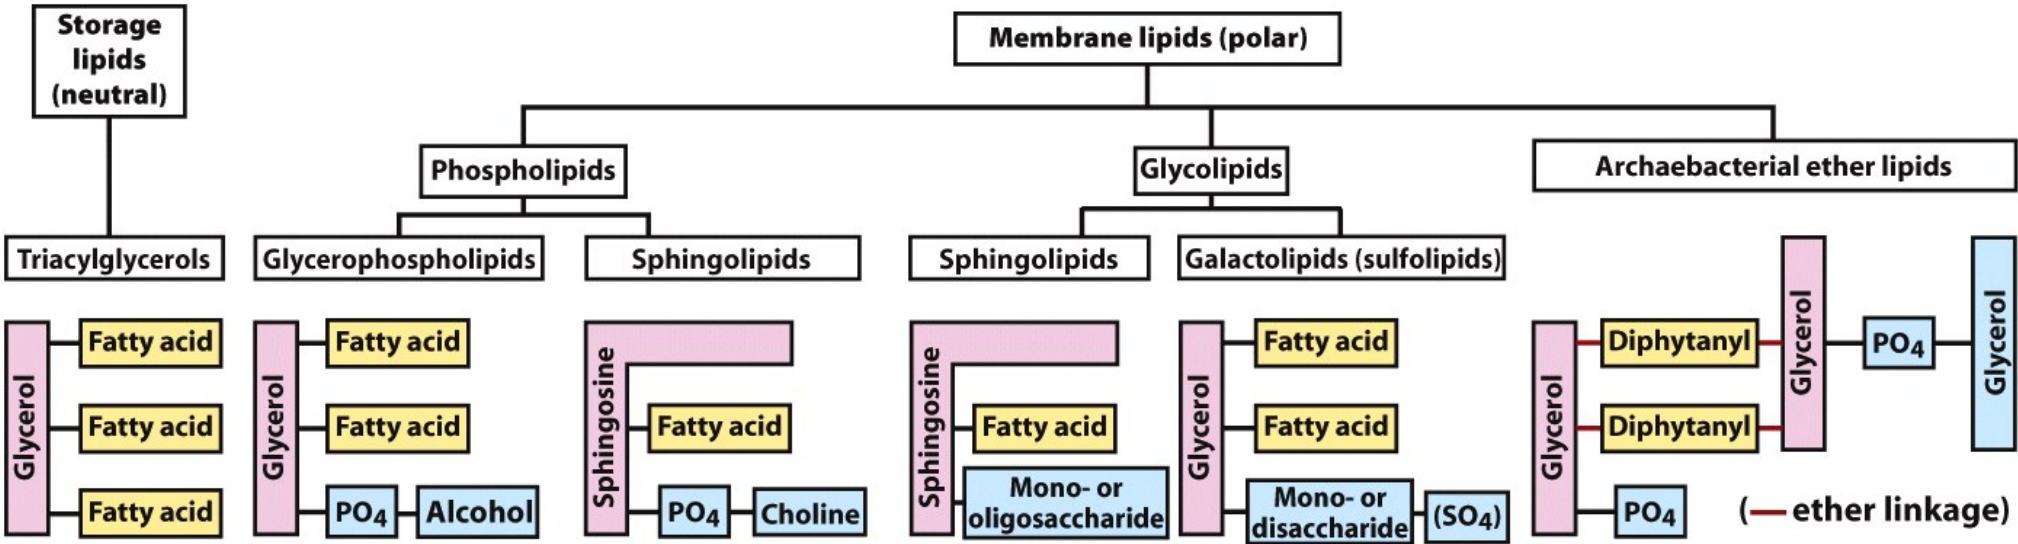 Storage
lipids
(neutral)
Membrane lipids (polar)
Phospholipids
Glycolipids
Archaebacterial ether lipids
Triacylglycerols
Glycerophospholipids
Sphingolipids
Sphingolipids
Galactolipids (sulfolipids)
Glycerol
Fatty acid
Fatty acid
Fatty acid
Glycerol
Fatty acid
Fatty acid
PO4
Alcohol
Sphingosine
Fatty acid
PO4
Choline
Sphingosine
Fatty acid
Mono- or
oligosaccharide
Glycerol
Fatty acid
Fatty acid
Mono- or
disaccharide
(SO4)
Glycerol
Diphytanyl
Diphytanyl
PO4
Glycerol
PO4
Glycerol
(— ether linkage)